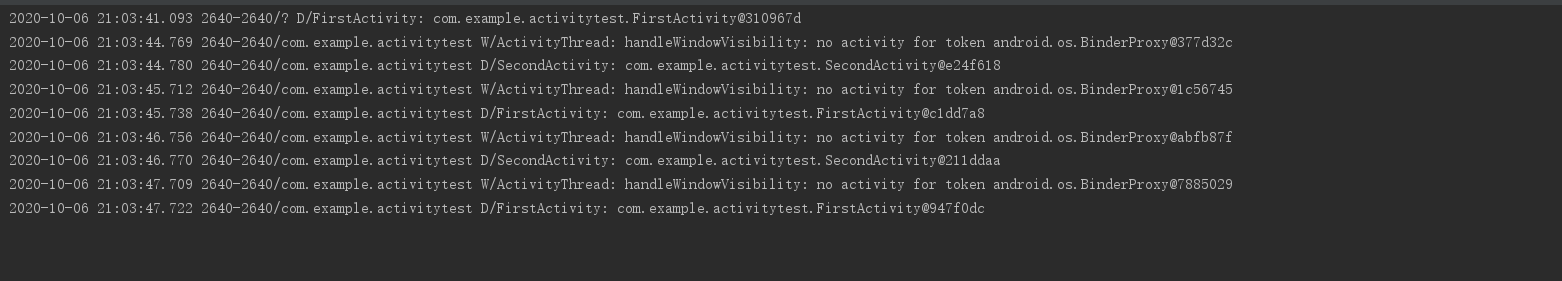 2020-10-06 21:03:41.093 2640-2640/? D/FirstActivity: com.example.activitytest.FirstActivity@310967d
2020-10-06 21:03:44.769 2640-2640/com.example.activitytest W/ActivityThread: handleWindowVisibility: no activity for token android.os.BinderProxy@377d32c
2020-10-06 21:03:44.780 2640-2640/com.example.activitytest D/SecondActivity: com.example.activitytest.SecondActivity@e24f618
2020-10-06 21:03:45.712 2640-2640/com.example.activitytest W/ActivityThread: handleWindowVisibility: no activity for token android.os.BinderProxy@1c56745
2020-10-06 21:03:45.738 2640-2640/com.example.activitytest D/FirstActivity: com.example.activitytest.FirstActivity@c1dd7a8
2020-10-06 21:03:46.756 2640-2640/com.example.activitytest W/ActivityThread: handleWindowVisibility: no activity for token android.os.BinderProxy@abfb87f
2020-10-06 21:03:46.770 2640-2640/com.example.activitytest D/SecondActivity: com.example.activitytest.SecondActivity@211ddaa
2020-10-06 21:03:47.709 2640-2640/com.example.activitytest W/ActivityThread: handleWindowVisibility: no activity for token android.os.BinderProxy@7885029
2020-10-06 21:03:47.722 2640-2640/com.example.activitytest D/FirstActivity: com.example.activitytest.FirstActivity@947f0dc